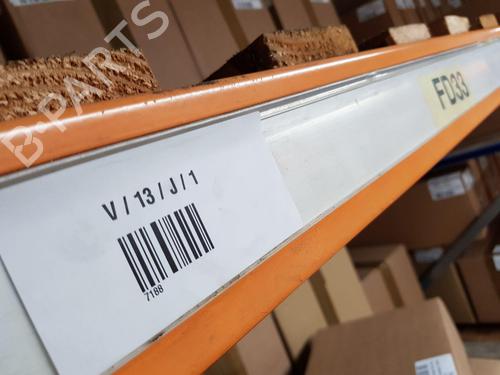 B-PARTS
V / 13 / J / 1
7188
FD33